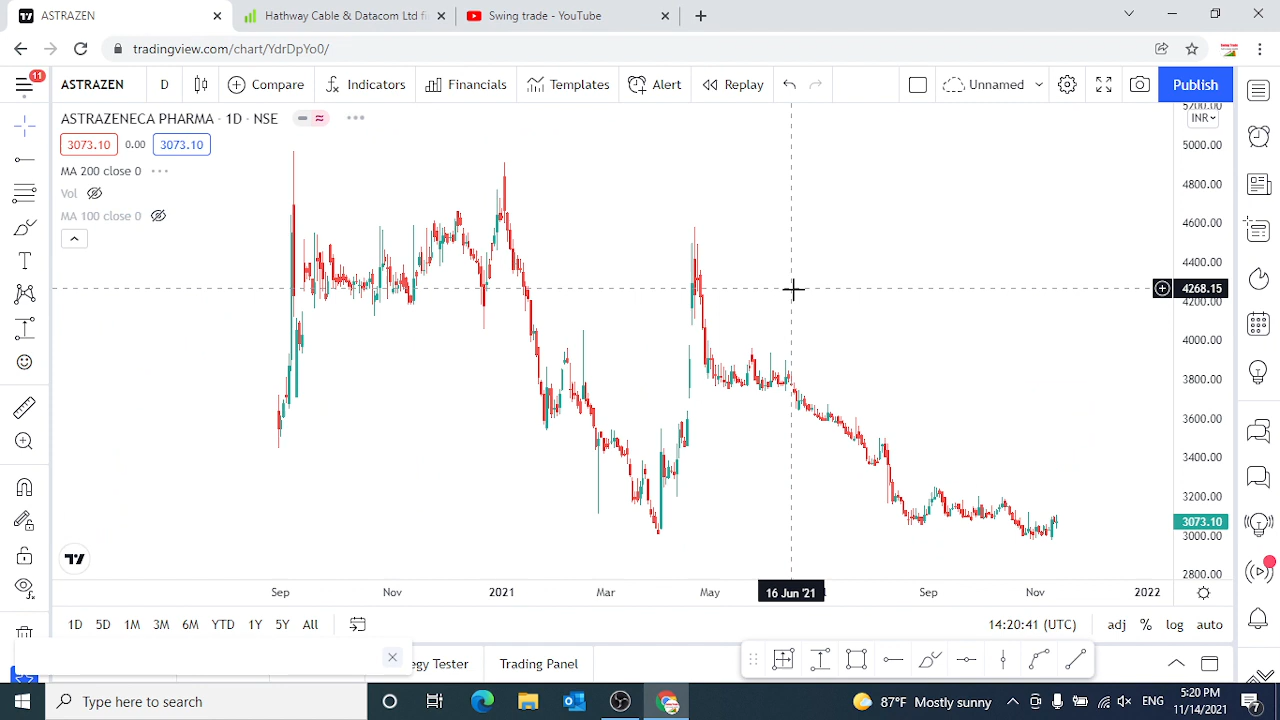 ASTRAZEN
Hathway Cable & Datacom Ltd fi
Swing trade - YouTube
tradingview.com/chart/YdrDpYo0/
11
ASTRAZEN
D
Compare
Indicators
Financials
Templates
Alert
Replay
Unnamed
Publish
ASTRAZENECA PHARMA · 1D · NSE
3073.10
0.00
3073.10
MA 200 close 0
Vol
MA 100 close 0
5200.00
INR
5000.00
4800.00
4600.00
4400.00
4268.15
4200.00
4000.00
3800.00
3600.00
3400.00
3200.00
3073.10
3000.00
2800.00
Sep
Nov
2021
Mar
May
16 Jun '21
Sep
Nov
2022
1D
5D
1M
3M
6M
YTD
1Y
5Y
All
14:20:41 (UTC)
adj
%
log
auto
egy Tester
Trading Panel
Type here to search
87°F Mostly sunny
ENG
5:20 PM
11/14/2021
7